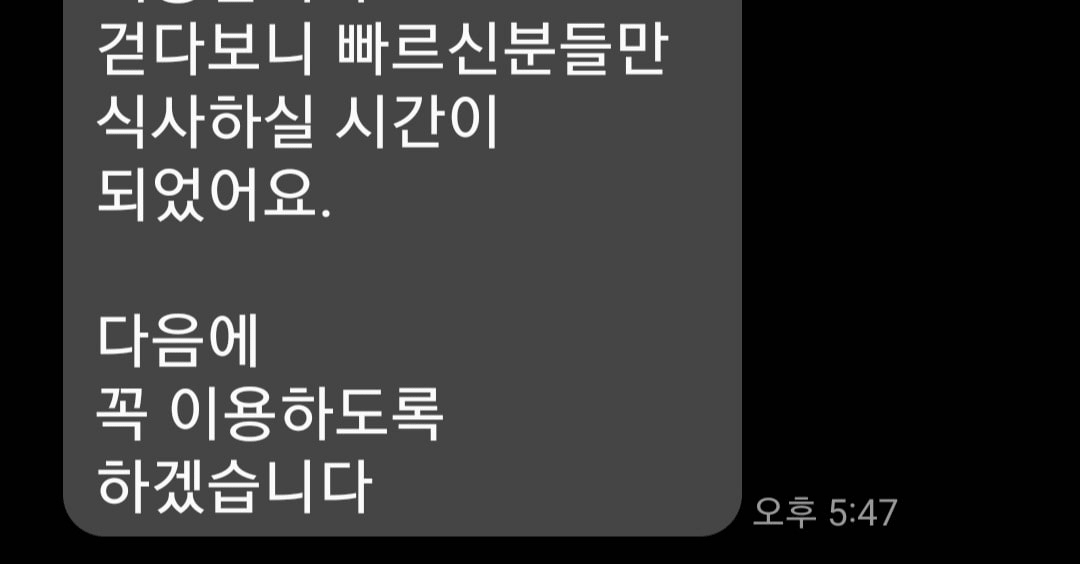 걷다보니 빠르신분들만
식사하실 시간이
되었어요.
다음에
꼭 이용하도록
하겠습니다
오후 5:47